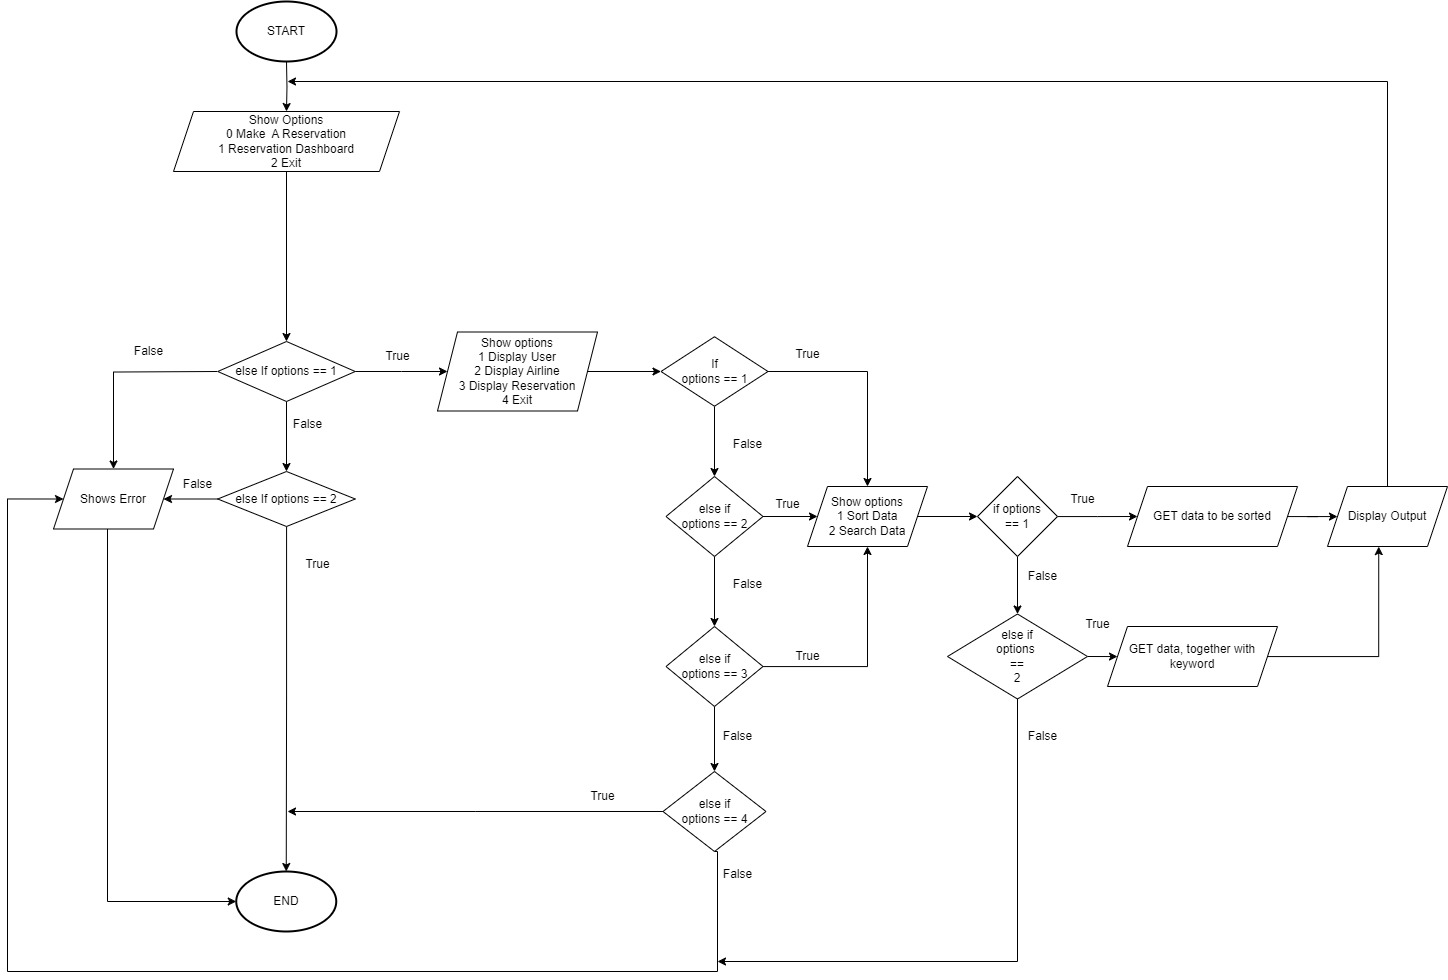 START
Show Options
0 Make A Reservation
1 Reservation Dashboard
2 Exit
False
else If options == 1
True
Show options
1 Display User
2 Display Airline
3 Display Reservation
4 Exit
If
options == 1
True
False
False
False
Shows Error
else If options == 2
True
else if
options == 2
True
Show options
1 Sort Data
2 Search Data
if options
== 1
True
GET data to be sorted
Display Output
True
False
False
else if
options == 3
True
else if
options
==
2
True
GET data, together with
keyword
False
False
True
else if
options == 4
False
END